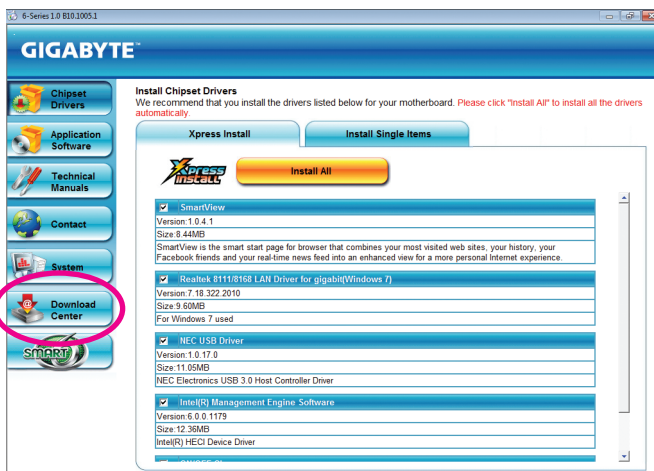 6-Series 1.0 B10.1005.1
GIGABYTE™
Chipset
Drivers
Application
Software
Technical
Manuals
Contact
System
Download
Center
SMART
Install Chipset Drivers
We recommend that you install the drivers listed below for your motherboard. Please click "Install All" to install all the drivers
automatically.
Xpress Install
Install Single Items
Xpress
Install
Install All
SmartView
Version:1.0.4.1
Size:8.44MB
SmartView is the smart start page for browser that combines your most visited web sites, your history, your
Facebook friends and your real-time news feed into an enhanced view for a more personal Internet experience.
Realtek 8111/8168 LAN Driver for gigabit(Windows 7)
Version:7.18.322.2010
Size:9.60MB
For Windows 7 used
NEC USB Driver
Version:1.0.17.0
Size:11.05MB
NEC Electronics USB 3.0 Host Controller Driver
Intel(R) Management Engine Software
Version:6.0.0.1179
Size:12.36MB
Intel(R) HECI Device Driver